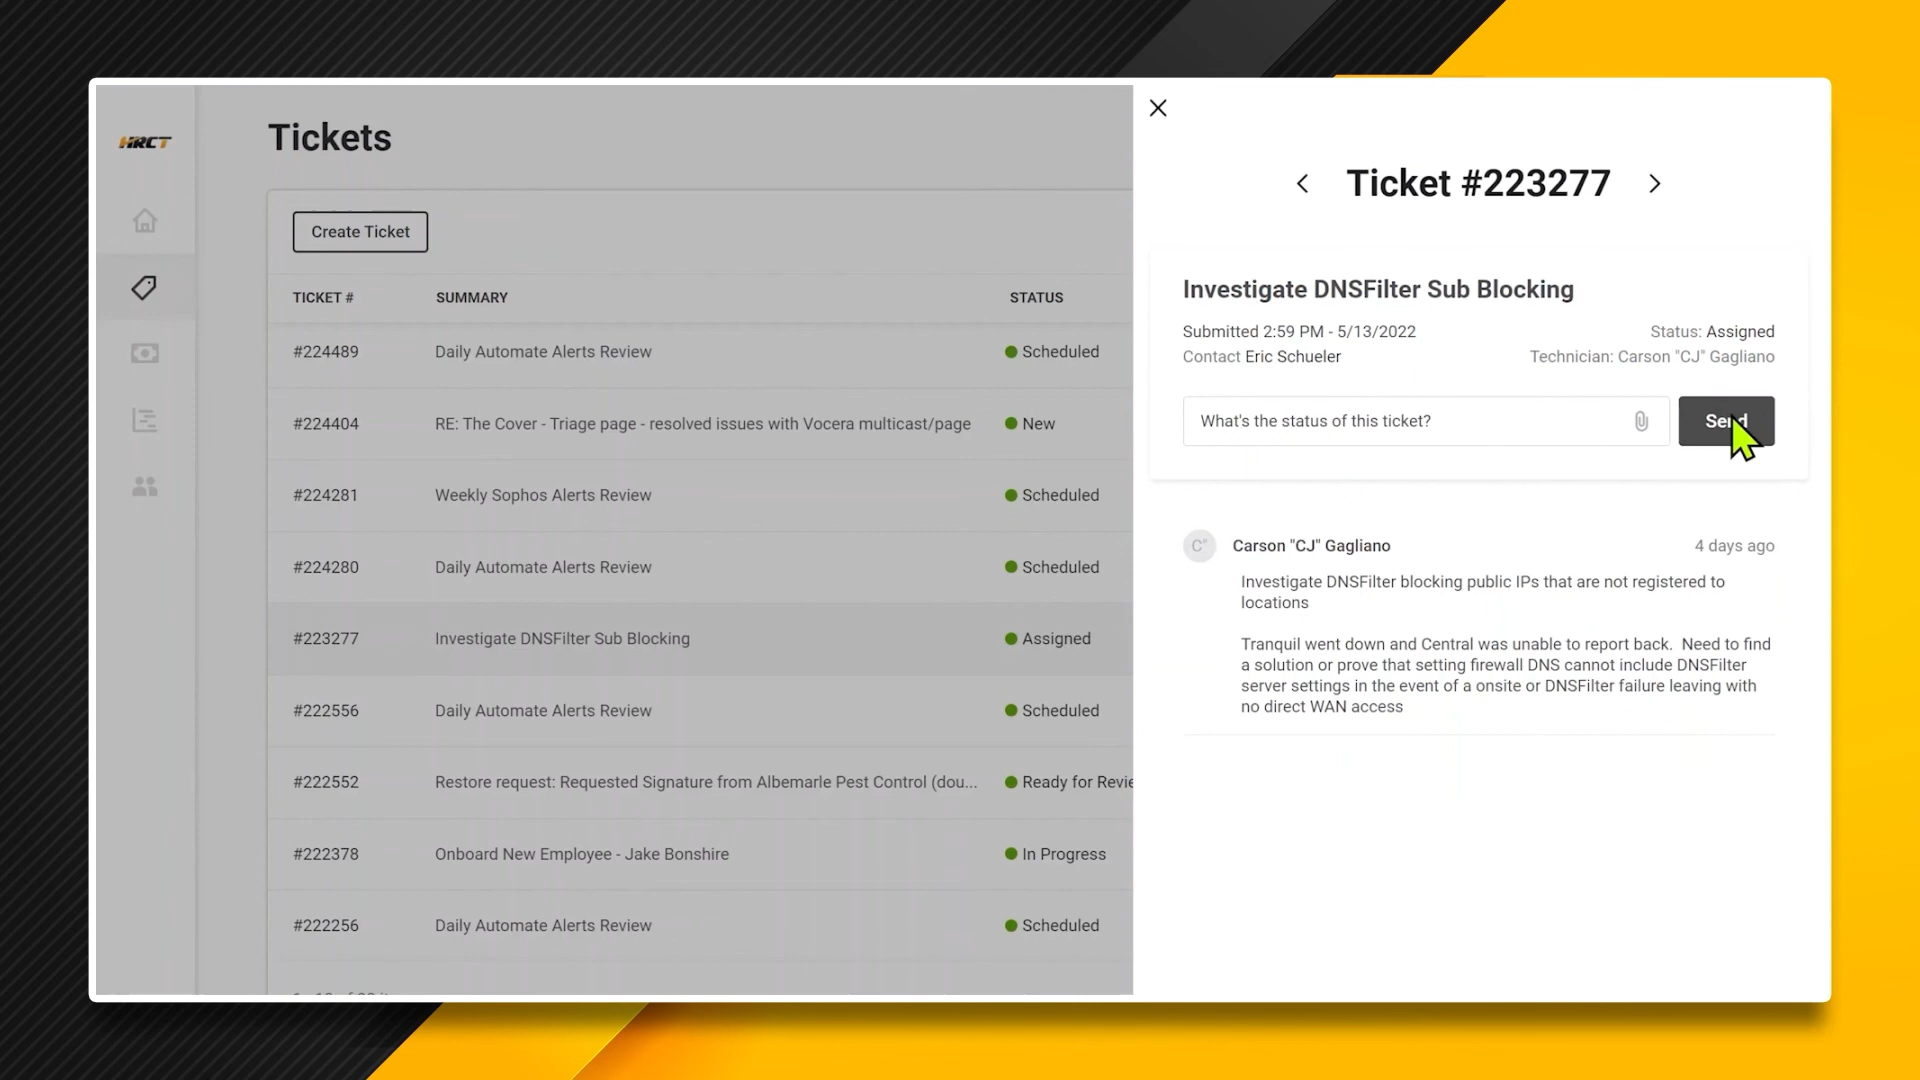 HRCT
Tickets
Create Ticket
TICKET # SUMMARY STATUS
#224489 Daily Automate Alerts Review Scheduled
#224404 RE: The Cover - Triage page - resolved issues with Vocera multicast/page New
#224281 Weekly Sophos Alerts Review Scheduled
#224280 Daily Automate Alerts Review Scheduled
#223277 Investigate DNSFilter Sub Blocking Assigned
#222556 Daily Automate Alerts Review Scheduled
#222552 Restore request: Requested Signature from Albemarle Pest Control (dou... Ready for Revie
#222378 Onboard New Employee - Jake Bonshire In Progress
#222256 Daily Automate Alerts Review Scheduled
Ticket #223277
Investigate DNSFilter Sub Blocking
Submitted 2:59 PM - 5/13/2022 Status: Assigned
Contact Eric Schueler Technician: Carson "CJ" Gagliano
What's the status of this ticket? Send
C" Carson "CJ" Gagliano 4 days ago
Investigate DNSFilter blocking public IPs that are not registered to
locations
Tranquil went down and Central was unable to report back. Need to find
a solution or prove that setting firewall DNS cannot include DNSFilter
server settings in the event of a onsite or DNSFilter failure leaving with
no direct WAN access